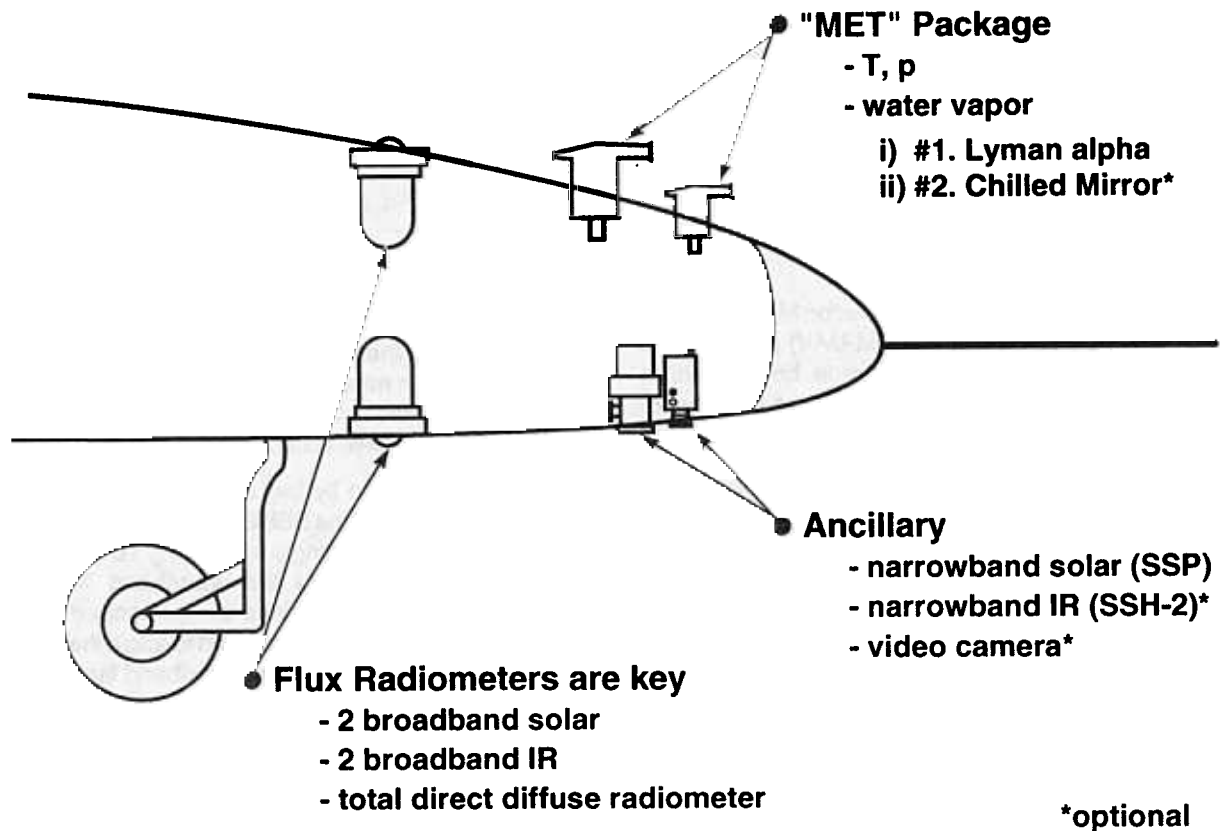 "MET" Package
- T, p
- water vapor
i) #1. Lyman alpha
ii) #2. Chilled Mirror*
Ancillary
- narrowband solar (SSP)
- narrowband IR (SSH-2)*
- video camera*
Flux Radiometers are key
- 2 broadband solar
- 2 broadband IR
- total direct diffuse radiometer
*optional